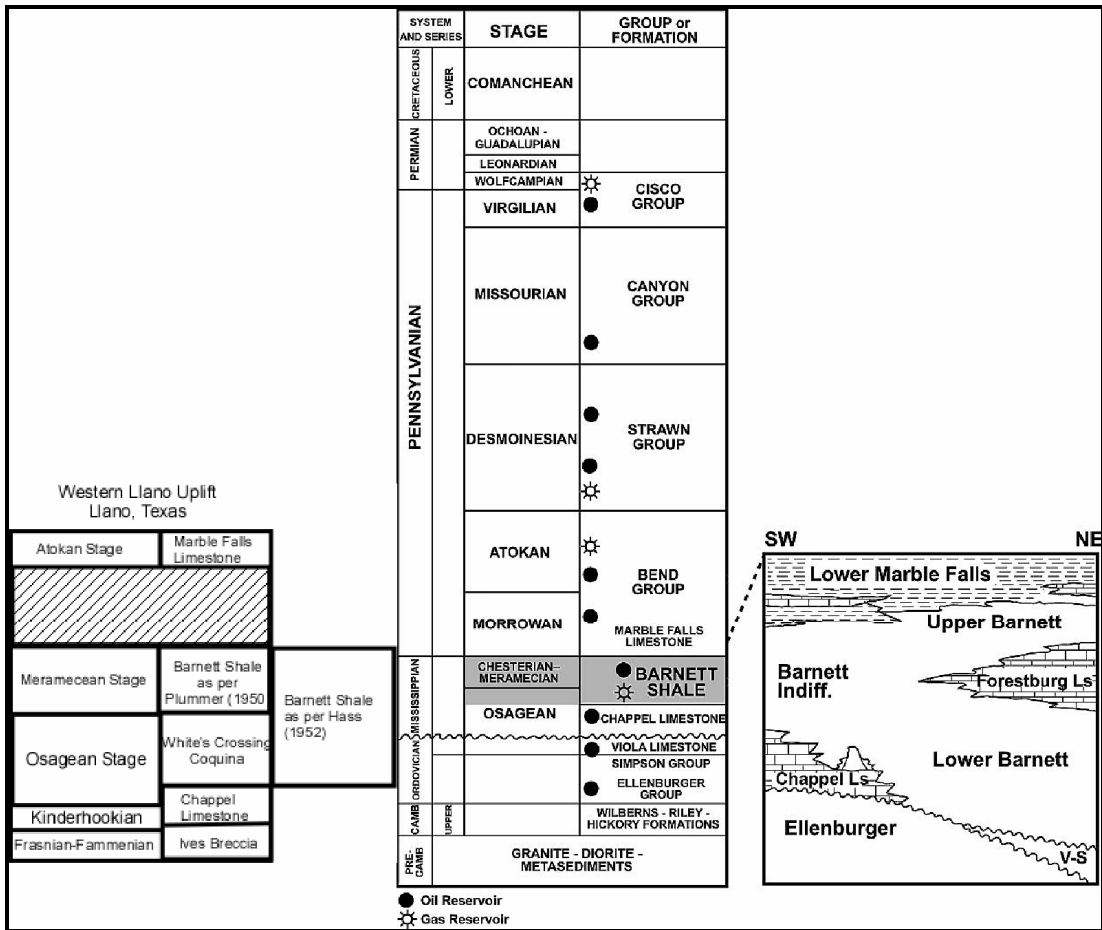 SYSTEM
AND SERIES
STAGE
GROUP or
FORMATION
CRETACEOUS
LOWER
COMANCHEAN
PERMIAN
OCHOAN -
GUADALUPIAN
LEONARDIAN
WOLFCAMPIAN
CISCO
GROUP
PENNSYLVANIAN
VIRGILIAN
MISSOURIAN
CANYON
GROUP
DESMOINESIAN
STRAWN
GROUP
ATOKAN
BEND
GROUP
MORROWAN
MARBLE FALLS
LIMESTONE
MISSISSIPPIAN
CHESTERIAN–
MERAMECIAN
BARNETT
SHALE
OSAGEAN
CHAPPEL LIMESTONE
ORDOVICIAN
VIOLA LIMESTONE
SIMPSON GROUP
ELLENBURGER
GROUP
CAMB
UPPER
WILBERNS - RILEY -
HICKORY FORMATIONS
PRE-
CAMB
GRANITE - DIORITE -
METASEDIMENTS
Oil Reservoir
Gas Reservoir
Western Llano Uplift
Llano, Texas
Atokan Stage
Marble Falls
Limestone
Meramecean Stage
Barnett Shale
as per
Plummer (1950
Barnett Shale
as per Hass
(1952)
Osagean Stage
White's Crossing
Coquina
Chappel
Limestone
Kinderhookian
Frasnian-Fammenian
Ives Breccia
SW
NE
Lower Marble Falls
Upper Barnett
Barnett
Indiff.
Forestburg Ls
Lower Barnett
Chappel Ls
Ellenburger
V-S